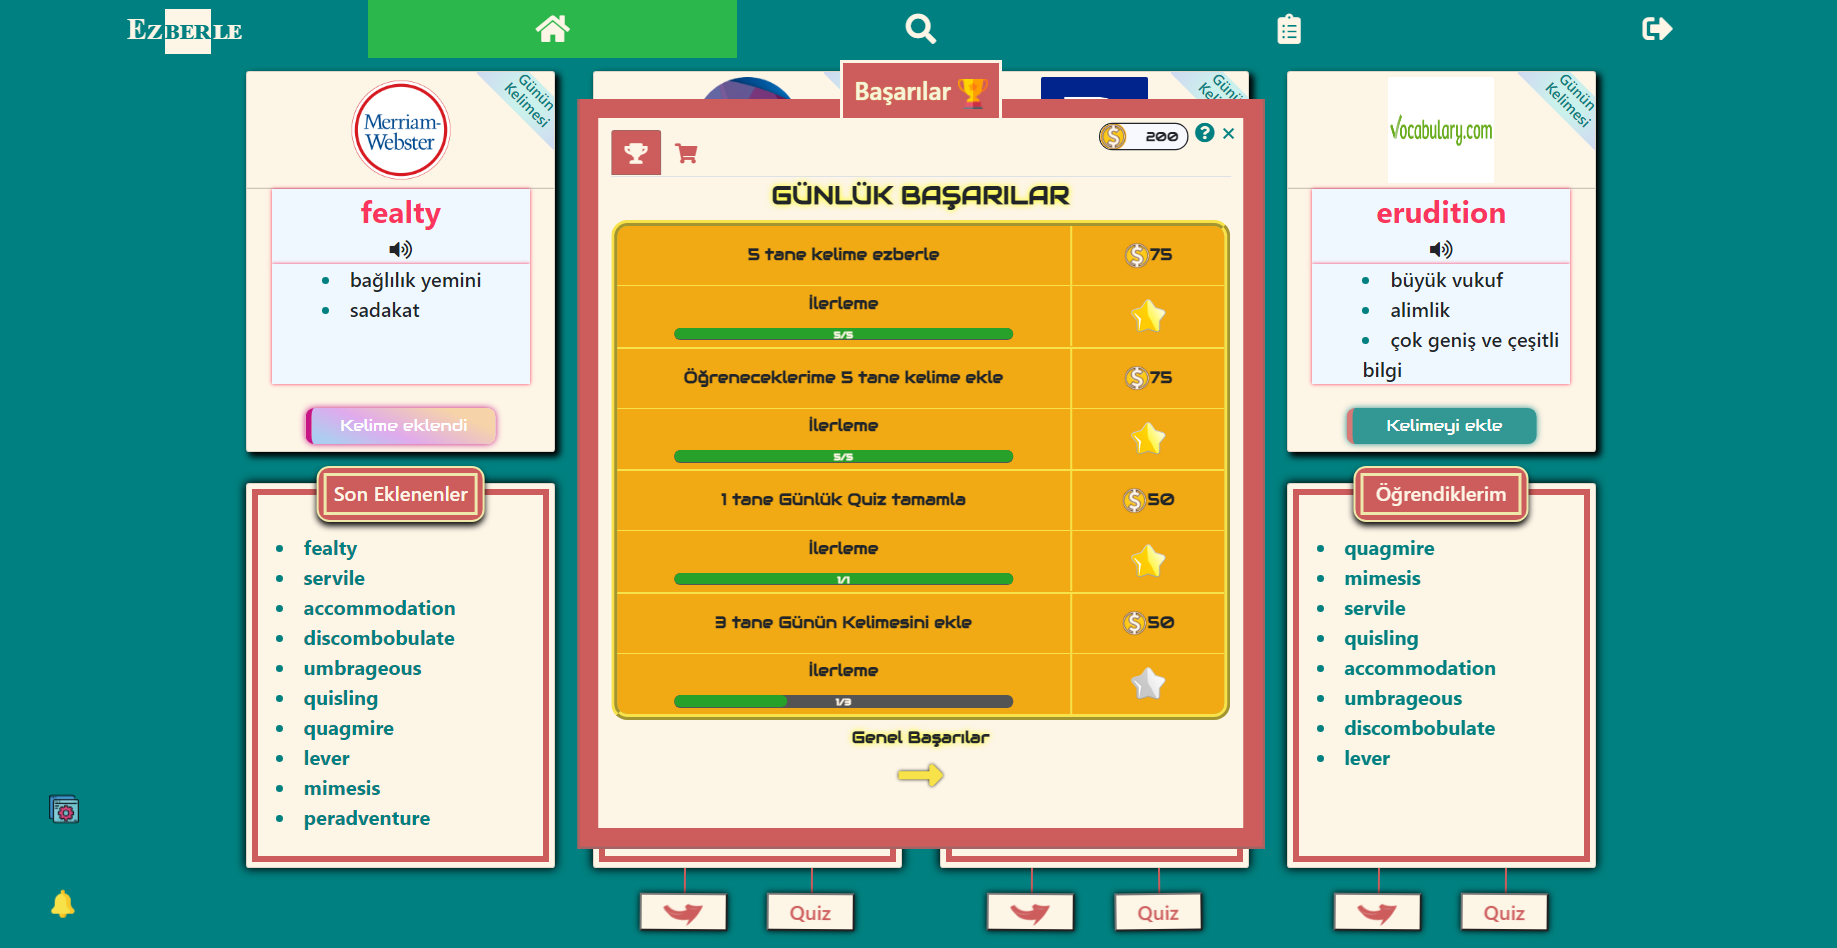 EZBERLE
Günün
Kelimesi
Merriam-
Webster
fealty
bağlılık yemini
sadakat
Kelime eklendi
Son Eklenenler
fealty
servile
accommodation
discombobulate
umbrageous
quisling
quagmire
lever
mimesis
peradventure
Başarılar
200
GÜNLÜK BAŞARILAR
5 tane kelime ezberle
75
İlerleme
5/5
Öğreneceklerime 5 tane kelime ekle
75
İlerleme
5/5
1 tane Günlük Quiz tamamla
50
İlerleme
1/1
3 tane Günün Kelimesini ekle
50
İlerleme
1/3
Genel Başarılar
Quiz
Quiz
Günün
Kelimesi
Vocabulary.com
erudition
büyük vukuf
alimlik
çok geniş ve çeşitli
bilgi
Kelimeyi ekle
Öğrendiklerim
quagmire
mimesis
servile
quisling
accommodation
umbrageous
discombobulate
lever
Quiz